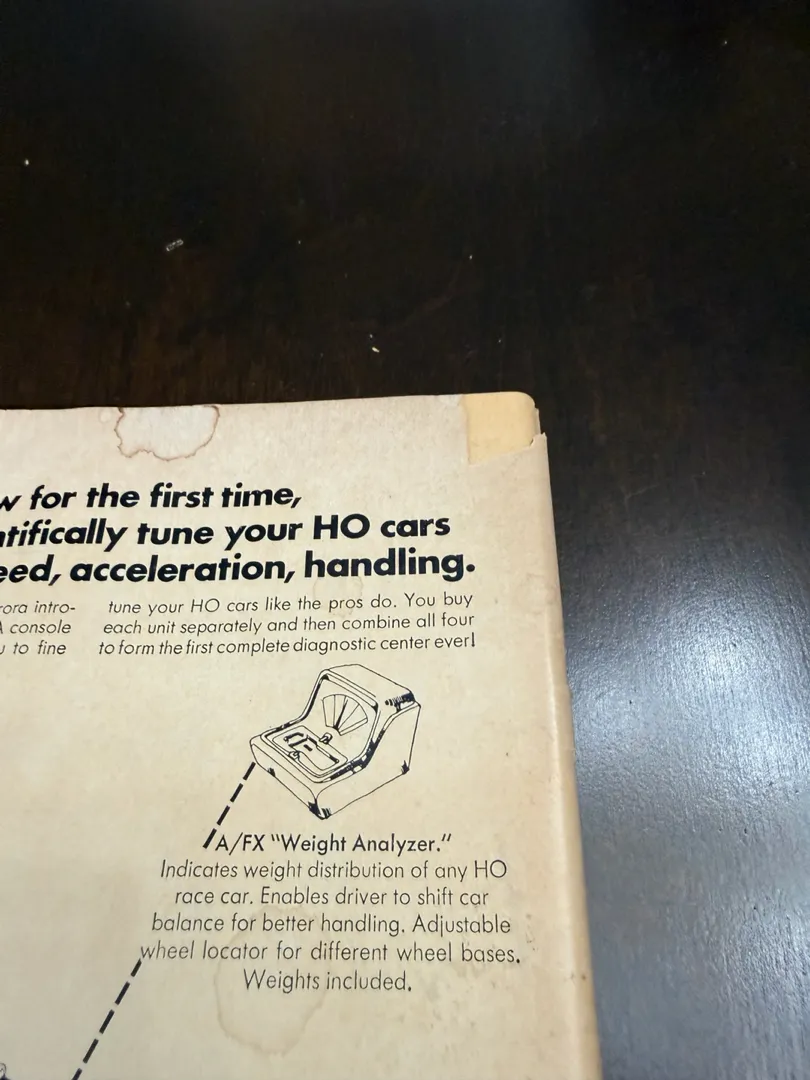 for the first time,
tune your HO cars
acceleration, handling.
intro- tune your HO cars like the pros do. You buy
console each unit separately and then combine all four
to fine to form the first complete diagnostic center ever!
A/FX "Weight Analyzer."
Indicates weight distribution of any HO
race car. Enables driver to shift car
balance for better handling. Adjustable
wheel locator for different wheel bases.
Weights included.